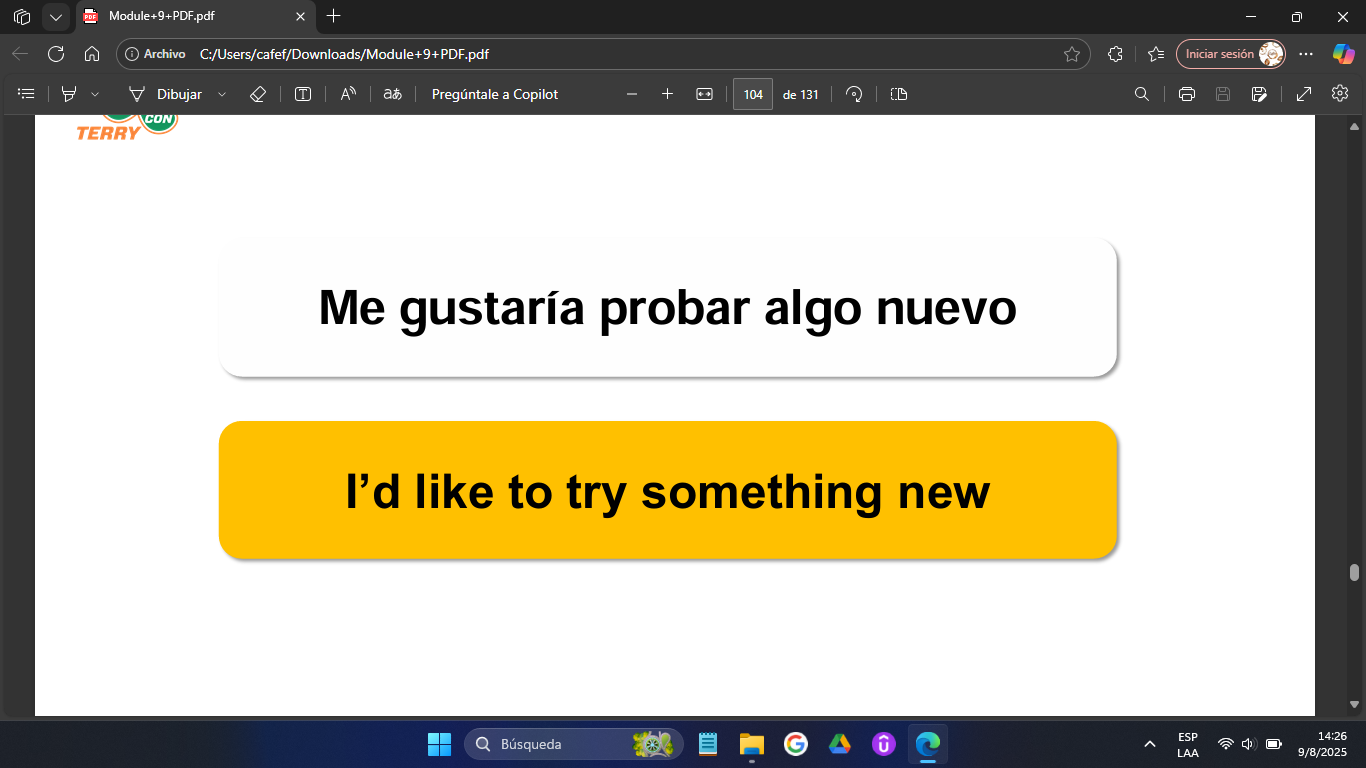 Module+9+PDF.pdf
Archivo C:/Users/cafef/Downloads/Module+9+PDF.pdf
Iniciar sesión
Dibujar
aあ
Pregúntale a Copilot
104 de 131
CON
TERRY
Me gustaría probar algo nuevo
I’d like to try something new
Búsqueda
ESP
LAA
14:26
9/8/2025